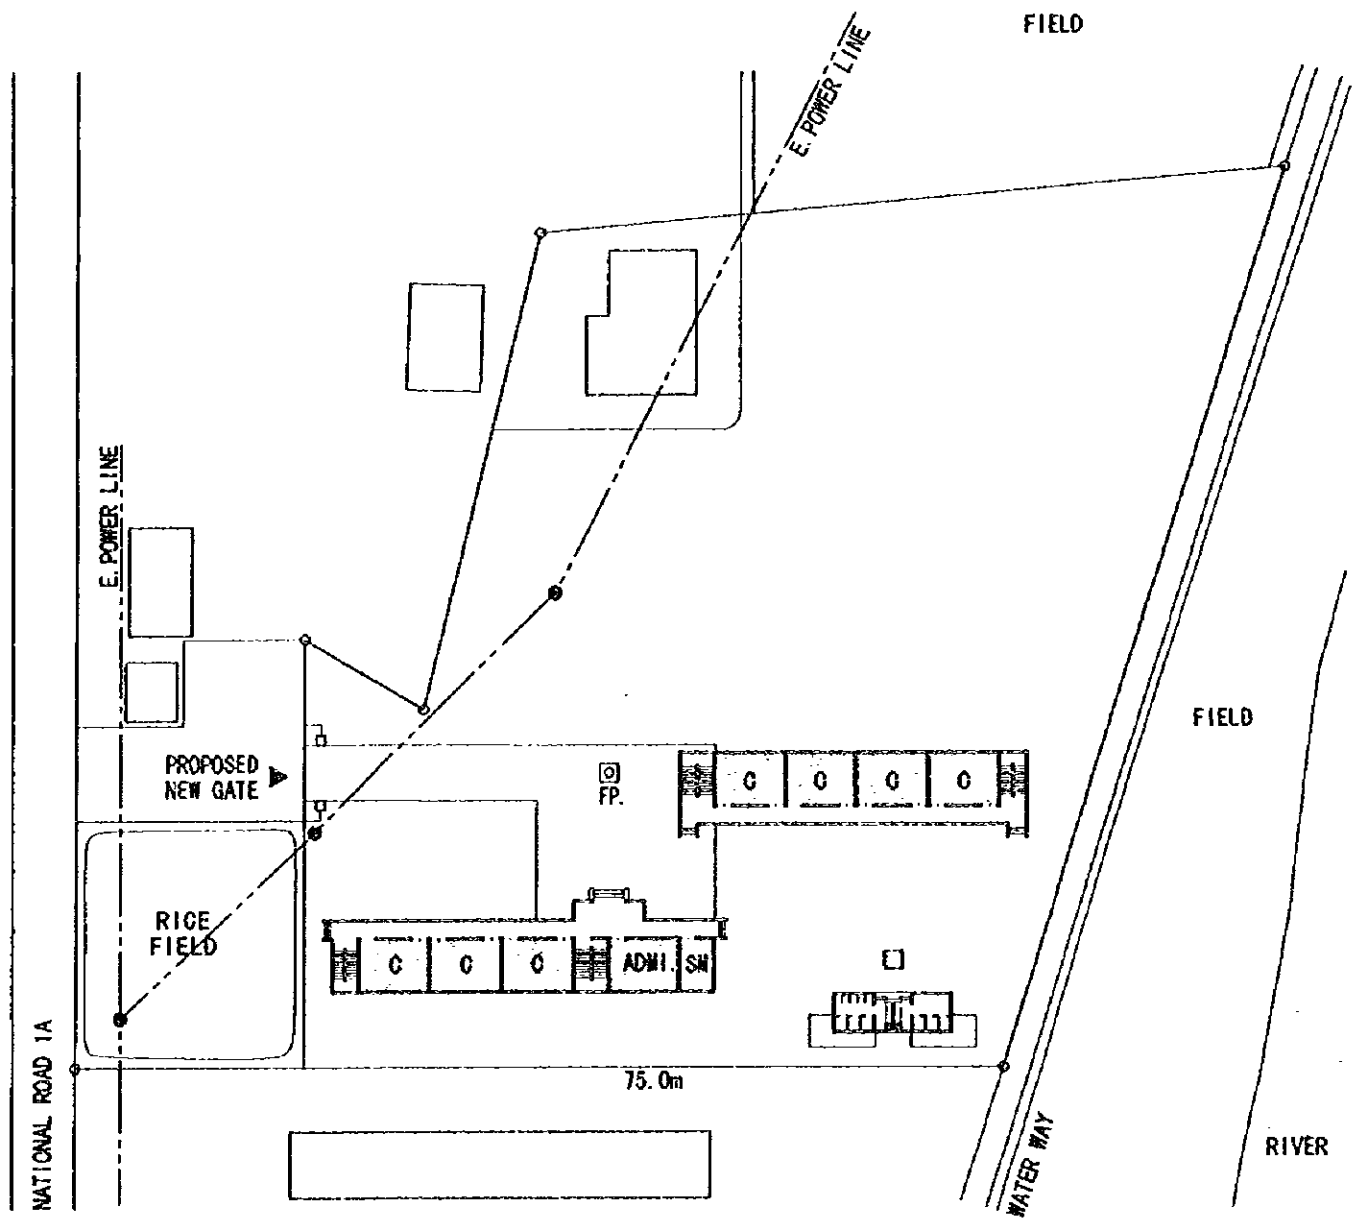 FIELD
E. POWER LINE
E. POWER LINE
FIELD
PROPOSED
NEW GATE
FP.
C C C C
RICE
FIELD
C C C ADMI. SM
75.0m
NATIONAL ROAD 1A
WATER WAY
RIVER